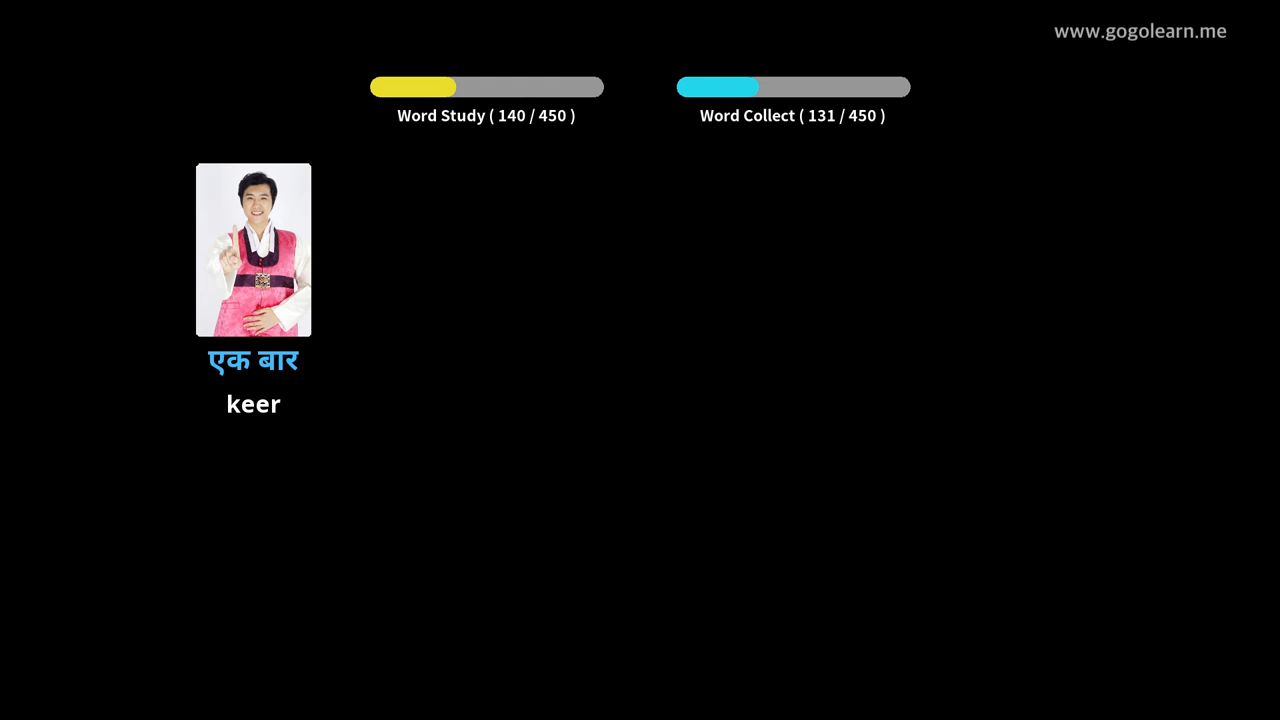 www.gogolearn.me
Word Study ( 140 / 450 )
Word Collect ( 131 / 450 )
एक बार
keer